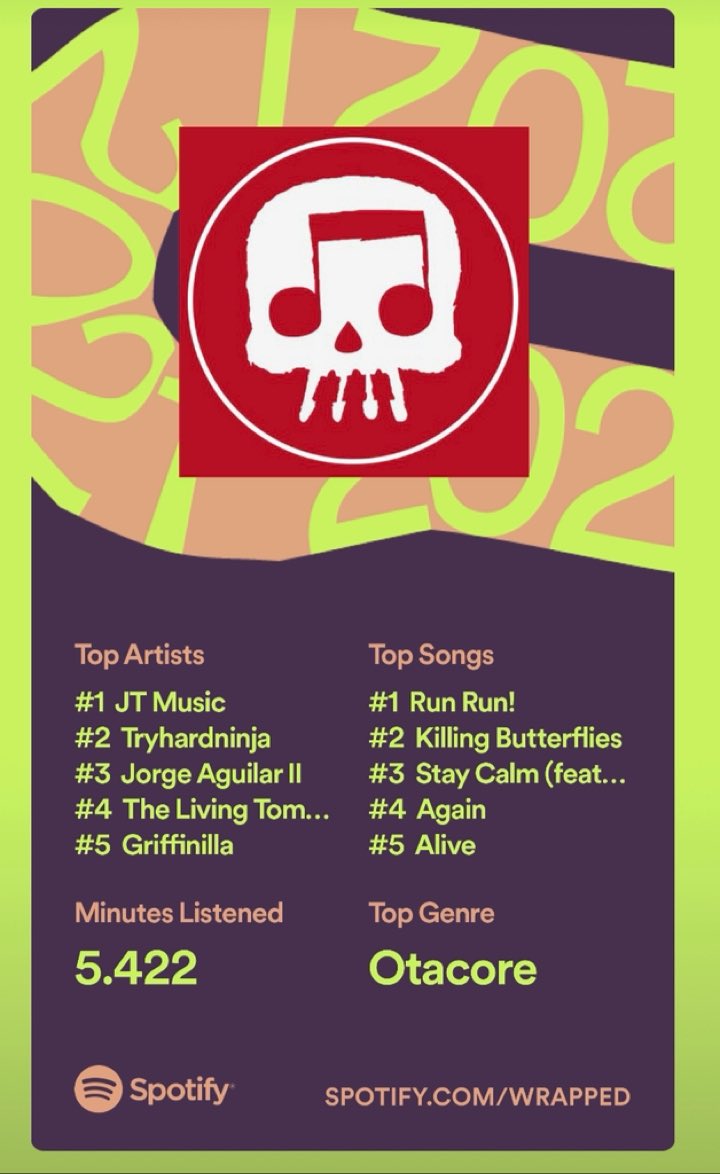 Top Artists
#1 JT Music
#2 Tryhardninja
#3 Jorge Aguilar II
#4 The Living Tom...
#5 Griffinilla
Top Songs
#1 Run Run!
#2 Killing Butterflies
#3 Stay Calm (feat...
#4 Again
#5 Alive
Minutes Listened
5.422
Top Genre
Otacore
Spotify
SPOTIFY.COM/WRAPPED